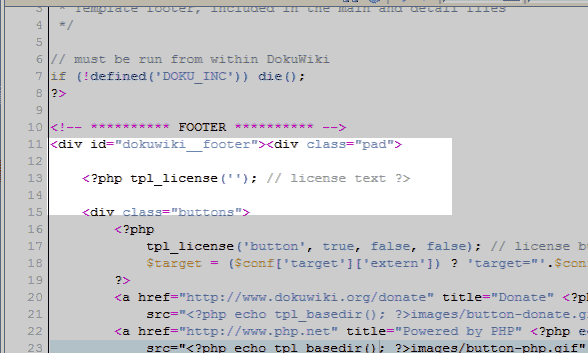 3 * Template footer, included in the main and detail files
4 */
5
6 // must be run from within DokuWiki
7 if (!defined('DOKU_INC')) die();
8 ?>
9
10 <!-- ********** FOOTER ********** -->
11 <div id="dokuwiki__footer"><div class="pad">
12
13 <?php tpl_license(''); // license text ?>
14
15 <div class="buttons">
16 <?php
17 tpl_license('button', true, false, false); // license b
18 $target = ($conf['target']['extern']) ? 'target="'.$con
19 ?>
20 <a href="http://www.dokuwiki.org/donate" title="Donate" <?p
21 src="<?php echo tpl_basedir(); ?>images/button-donate.g
22 <a href="http://www.php.net" title="Powered by PHP" <?php e
23 src="<?php echo tpl_basedir(); ?>images/button-php.gif"